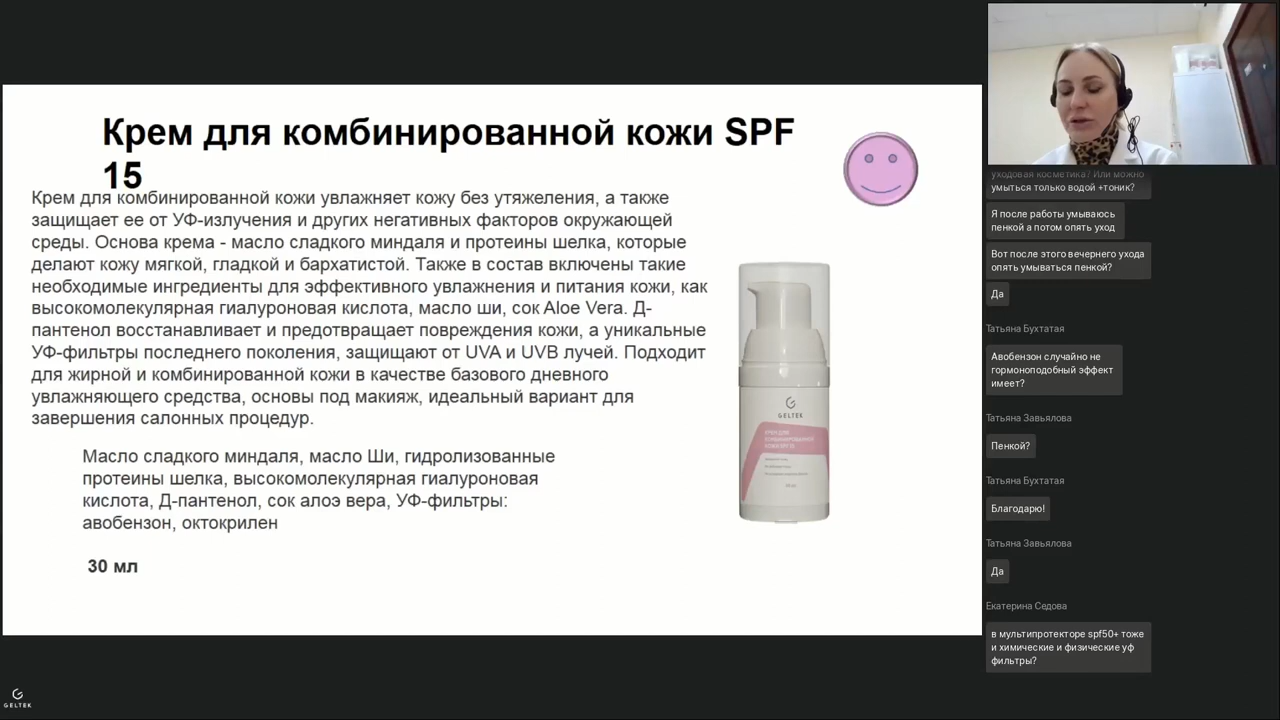 Крем для комбинированной кожи SPF
15
Крем для комбинированной кожи увлажняет кожу без утяжеления, а также
защищает ее от УФ-излучения и других негативных факторов окружающей
среды. Основа крема - масло сладкого миндаля и протеины шелка, которые
делают кожу мягкой, гладкой и бархатистой. Также в состав включены такие
необходимые ингредиенты для эффективного увлажнения и питания кожи, как
высокомолекулярная гиалуроновая кислота, масло ши, сок Aloe Vera. Д-
пантенол восстанавливает и предотвращает повреждения кожи, а уникальные
УФ-фильтры последнего поколения, защищают от UVA и UVB лучей. Подходит
для жирной и комбинированной кожи в качестве базового дневного
увлажняющего средства, основы под макияж, идеальный вариант для
завершения салонных процедур.
Масло сладкого миндаля, масло Ши, гидролизованные
протеины шелка, высокомолекулярная гиалуроновая
кислота, Д-пантенол, сок алоэ вера, УФ-фильтры:
авобензон, октокрилен
30 мл
GELTEK
КРЕМ ДЛЯ
КОМБИНИРОВАННОЙ
КОЖИ SPF 15
GELTEK
уходовая косметика? Или можно
умыться только водой +тоник?
Я после работы умываюсь
пенкой а потом опять уход
Вот после этого вечернего ухода
опять умываться пенкой?
Да
Татьяна Бухтатая
Авобензон случайно не
гормоноподобный эффект
имеет?
Татьяна Завьялова
Пенкой?
Татьяна Бухтатая
Благодарю!
Татьяна Завьялова
Да
Екатерина Седова
в мультипротекторе spf50+ тоже
и химические и физические уф
фильтры?